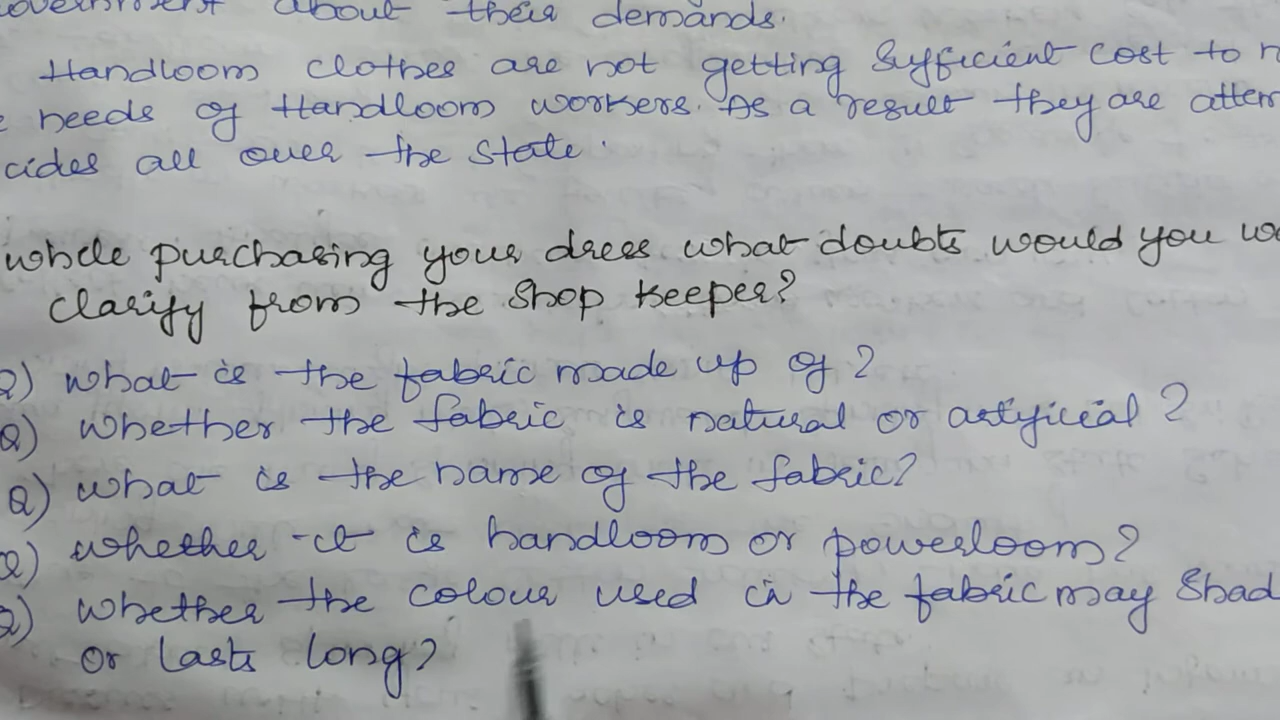 about their demands.
Handloom clothes are not getting sufficient cost to
needs of Handloom workers. As a result they are
cides all over the state.
while purchasing your dress what doubts would you
clarify from the shop keeper?
Q) what is the fabric made up of?
Q) whether the fabric is natural or artificial?
Q) what is the name of the fabric?
Q) whether it is handloom or powerloom?
Q) whether the colour used in the fabric may shad
or lasts long?